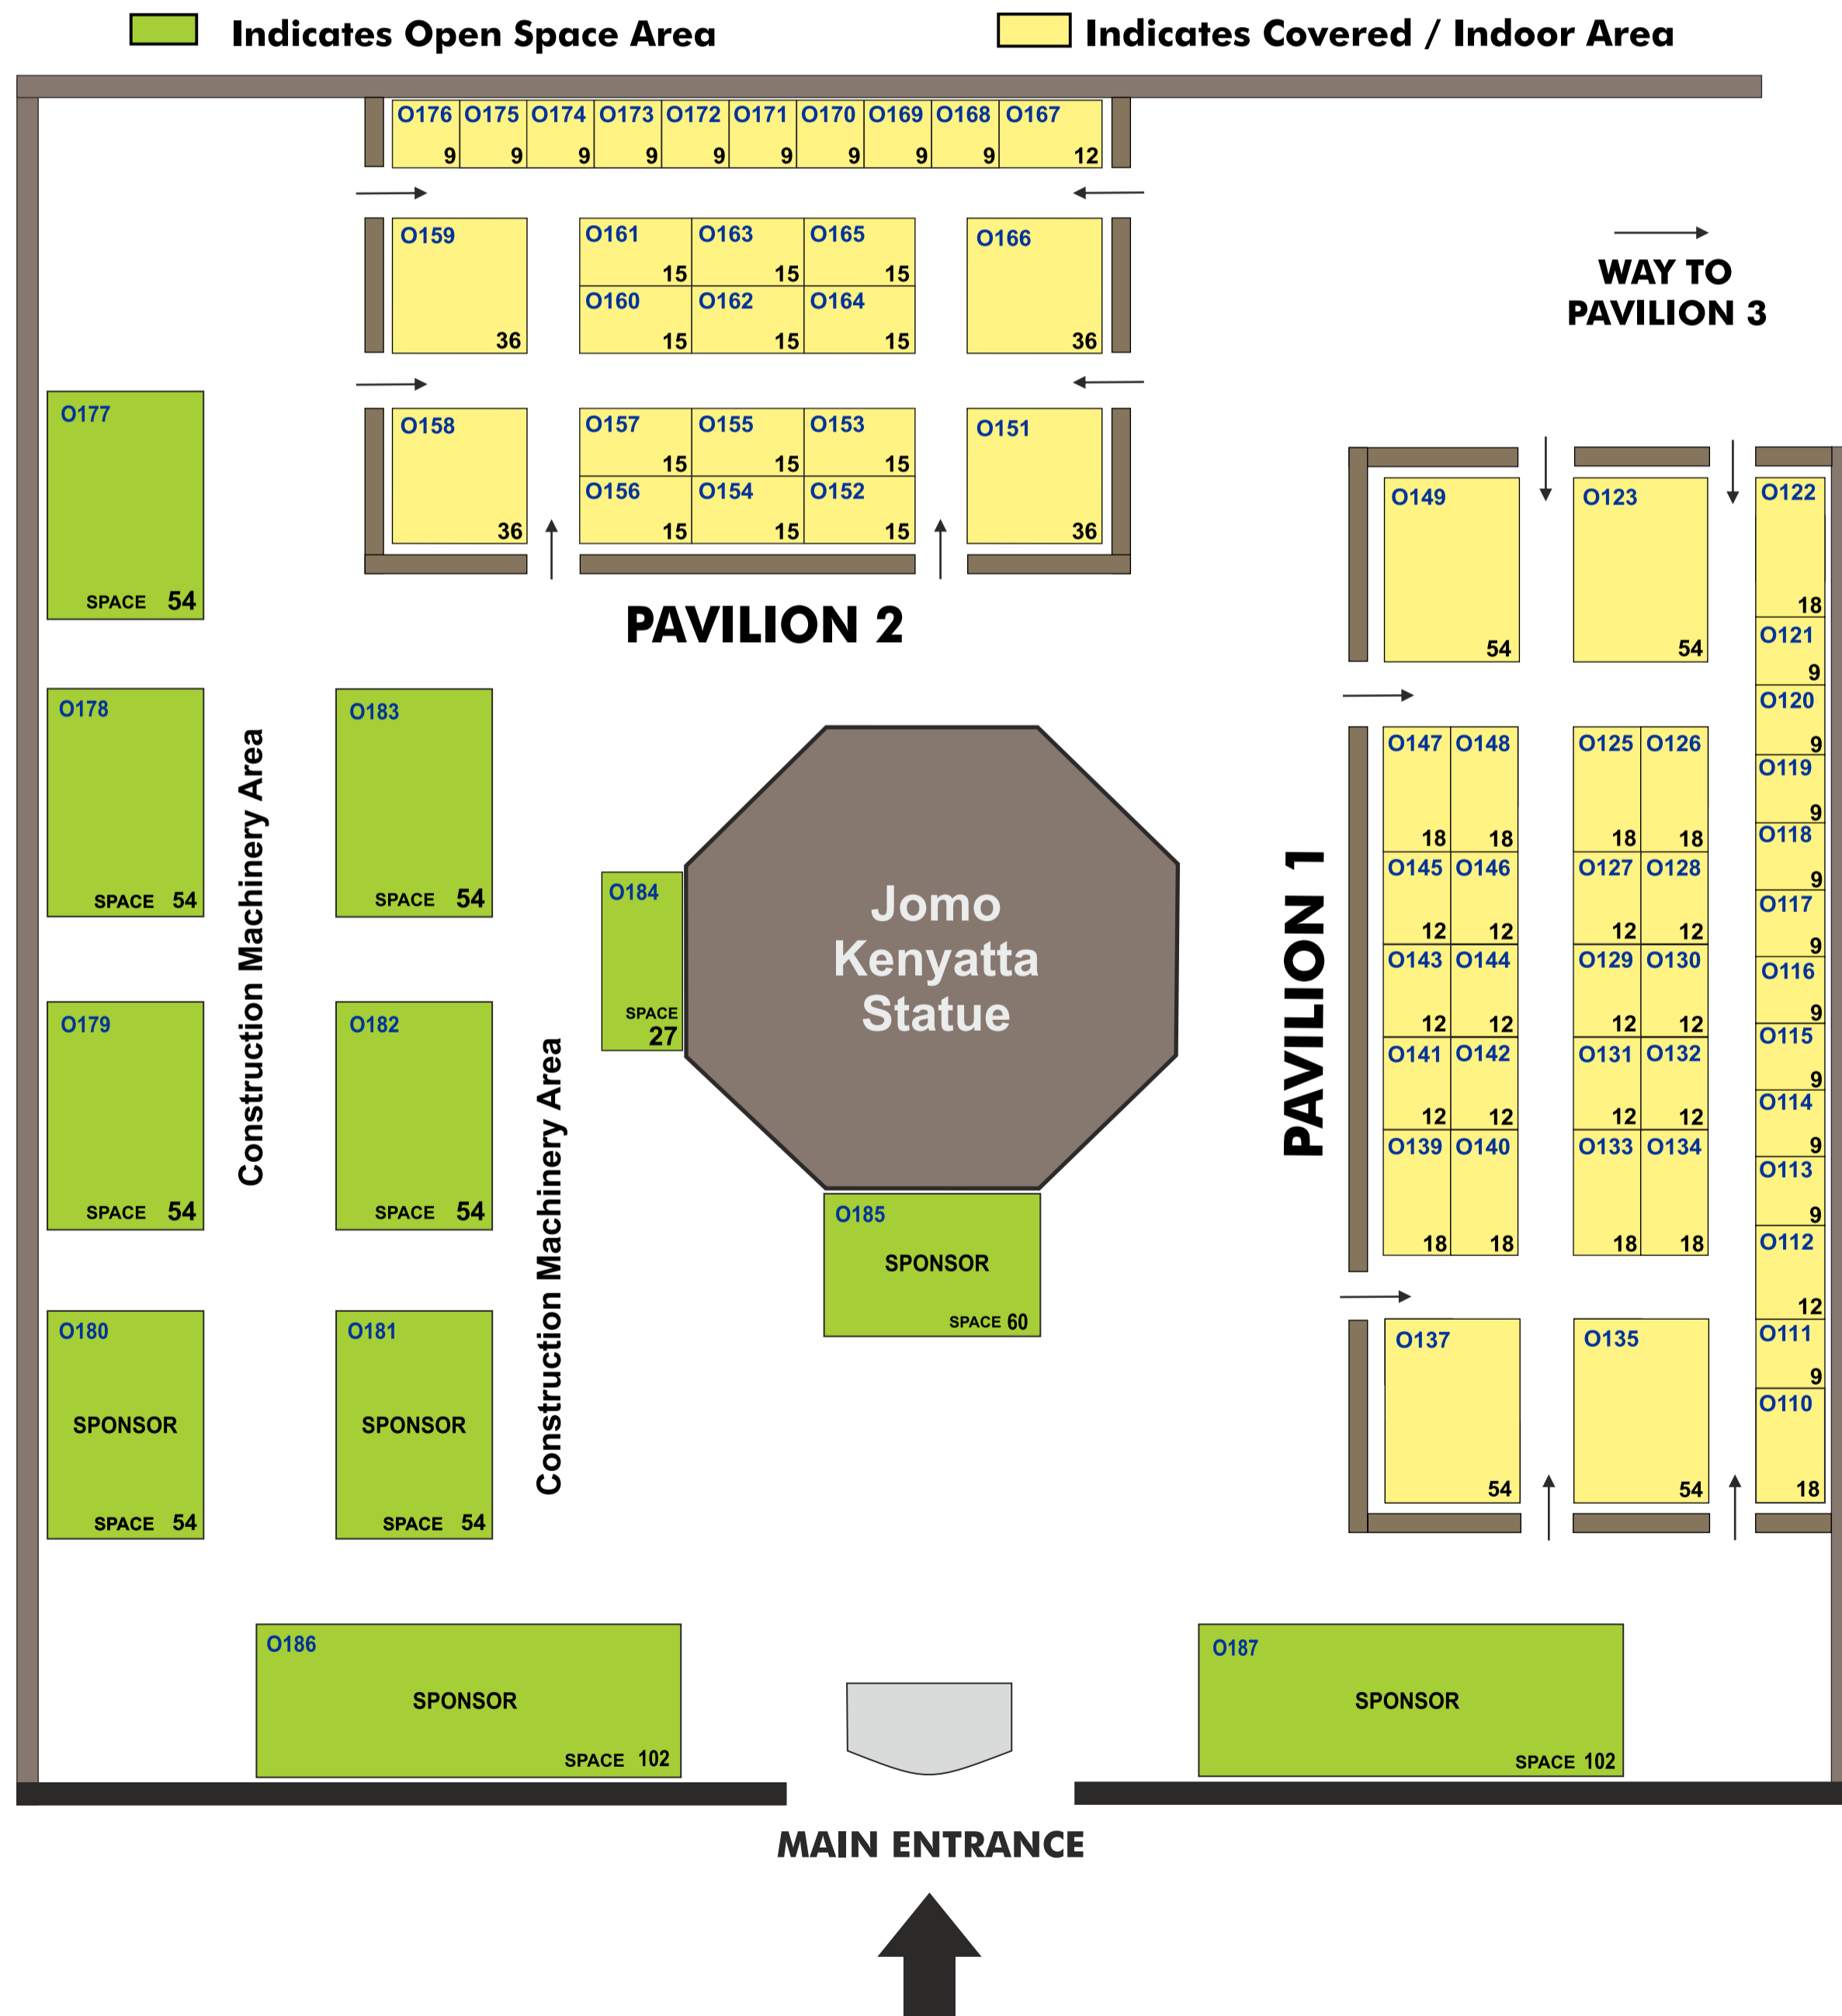 Indicates Open Space Area
Indicates Covered / Indoor Area
O176 O175 O174 O173 O172 O171 O170 O169 O168 O167
9 9 9 9 9 9 9 9 9 12
O159 O161 O163 O165 O166
15 15 15
O160 O162 O164
36 15 15 15 36
WAY TO
PAVILION 3
O158 O157 O155 O153 O151
15 15 15
O156 O154 O152
36 15 15 15 36
PAVILION 2
O177
SPACE 54
O178
SPACE 54
O179
SPACE 54
O180
SPONSOR
SPACE 54
Construction Machinery Area
O183
SPACE 54
O182
SPACE 54
O181
SPONSOR
SPACE 54
Construction Machinery Area
O184
SPACE
27
Jomo
Kenyatta
Statue
O185
SPONSOR
SPACE 60
PAVILION 1
O149 O123
54 54
O147 O148 O125 O126
18 18 18 18
O145 O146 O127 O128
12 12 12 12
O143 O144 O129 O130
12 12 12 12
O141 O142 O131 O132
12 12 12 12
O139 O140 O133 O134
18 18 18 18
O137 O135
54 54
O122
18
O121
9
O120
9
O119
9
O118
9
O117
9
O116
9
O115
9
O114
9
O113
9
O112
12
O111
9
O110
18
O186
SPONSOR
SPACE 102
O187
SPONSOR
SPACE 102
MAIN ENTRANCE